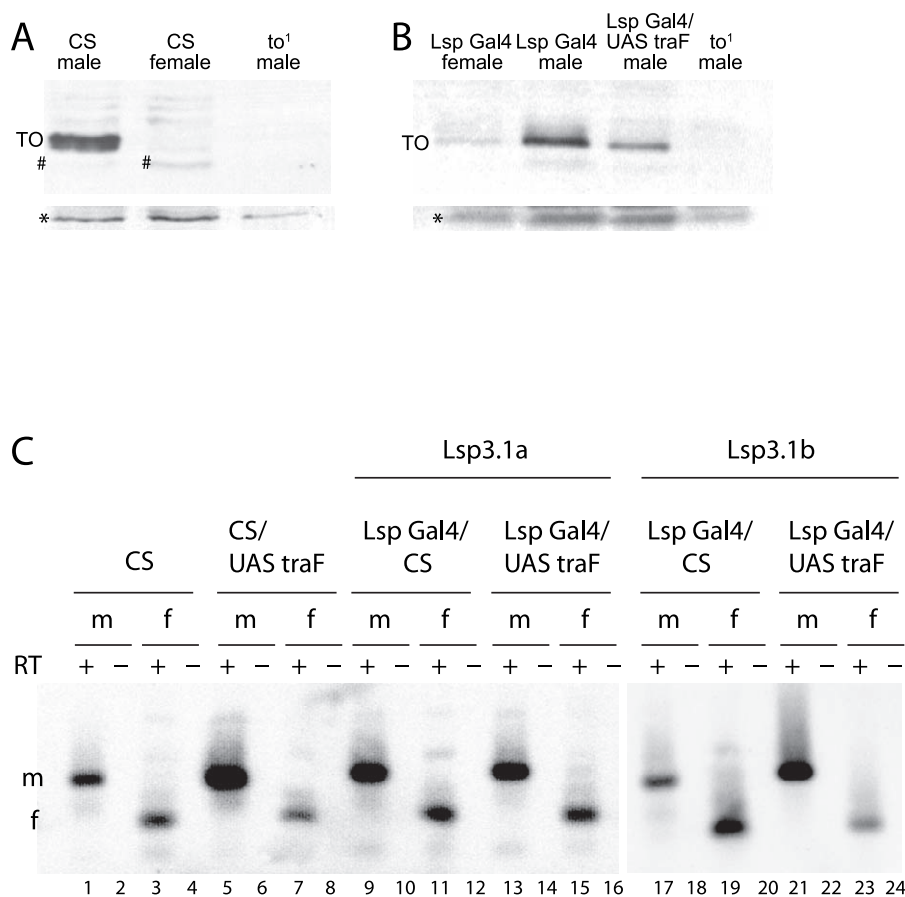 A
CS male
CS female
to¹ male
TO
#
#
*
B
Lsp Gal4 female
Lsp Gal4 male
Lsp Gal4/ UAS traF male
to¹ male
TO
*
C
Lsp3.1a
Lsp3.1b
CS
CS/ UAS traF
Lsp Gal4/ CS
Lsp Gal4/ UAS traF
Lsp Gal4/ CS
Lsp Gal4/ UAS traF
m f m f m f m f m f m f
RT + − + − + − + − + − + − + − + − + − + − + − + −
m
f
1 2 3 4 5 6 7 8 9 10 11 12 13 14 15 16 17 18 19 20 21 22 23 24